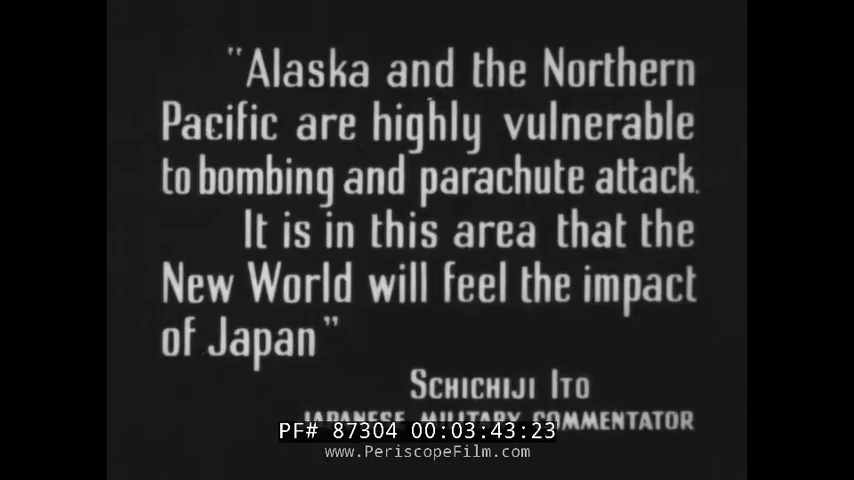 "Alaska and the Northern
Pacific are highly vulnerable
to bombing and parachute attack.
It is in this area that the
New World will feel the impact
of Japan"
SCHICHIJI ITO
JAPANESE MILITARY COMMENTATOR
PF# 87304 00:03:43:23
www.PeriscopeFilm.com